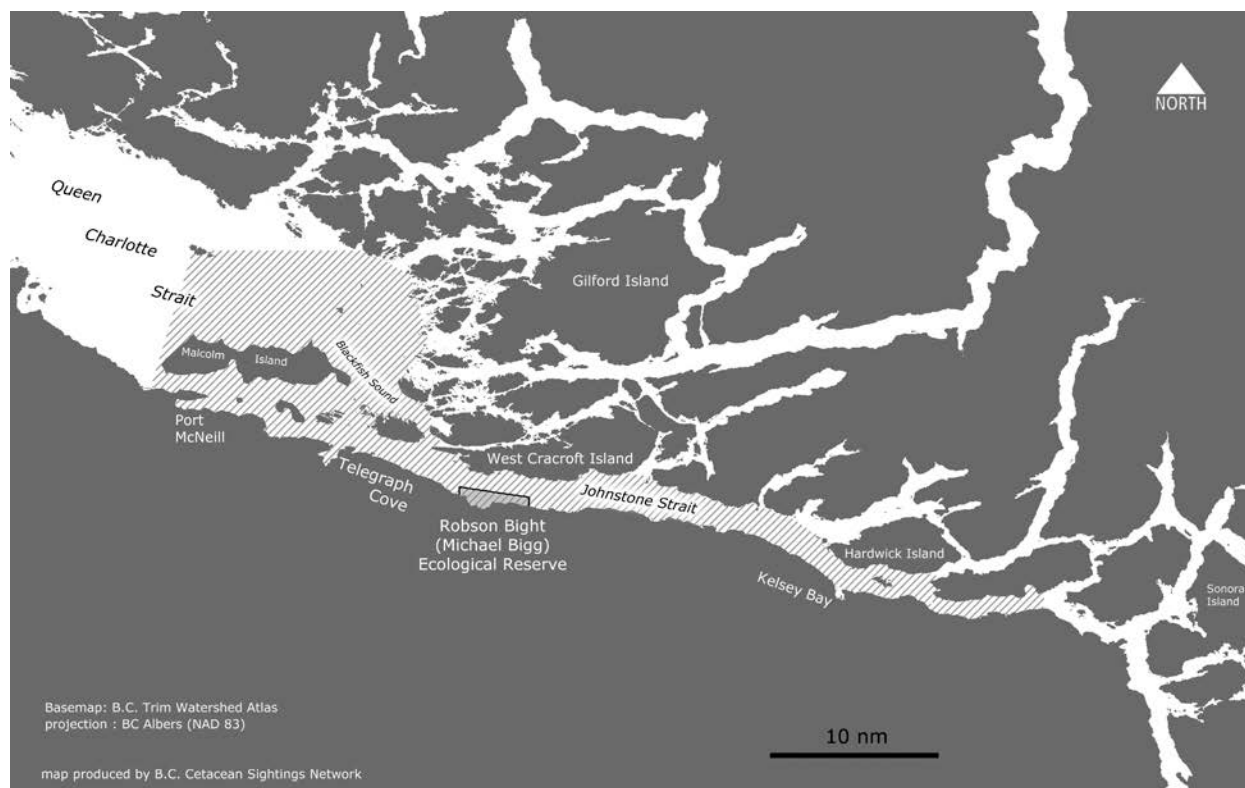 NORTH
Queen
Charlotte
Strait
Gilford Island
Malcolm Island
Blackfish Sound
Port
McNeill
Telegraph
Cove
West Cracroft Island
Johnstone Strait
Robson Bight
(Michael Bigg)
Ecological Reserve
Hardwick Island
Kelsey Bay
Sonora
Island
Basemap: B.C. Trim Watershed Atlas
projection : BC Albers (NAD 83)
10 nm
map produced by B.C. Cetacean Sightings Network